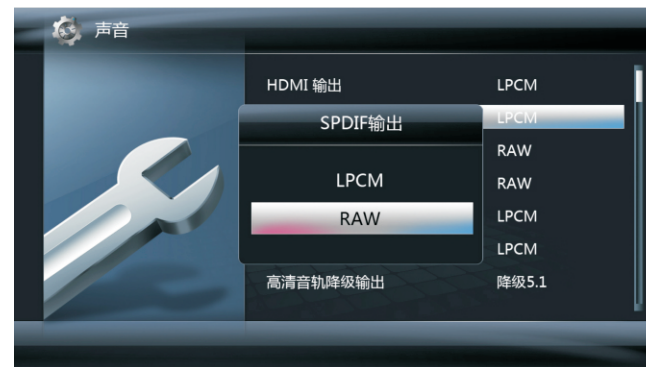 声音
HDMI 输出 LPCM
SPDIF输出 LPCM
RAW
LPCM RAW
RAW LPCM
LPCM
高清音轨降级输出 降级5.1